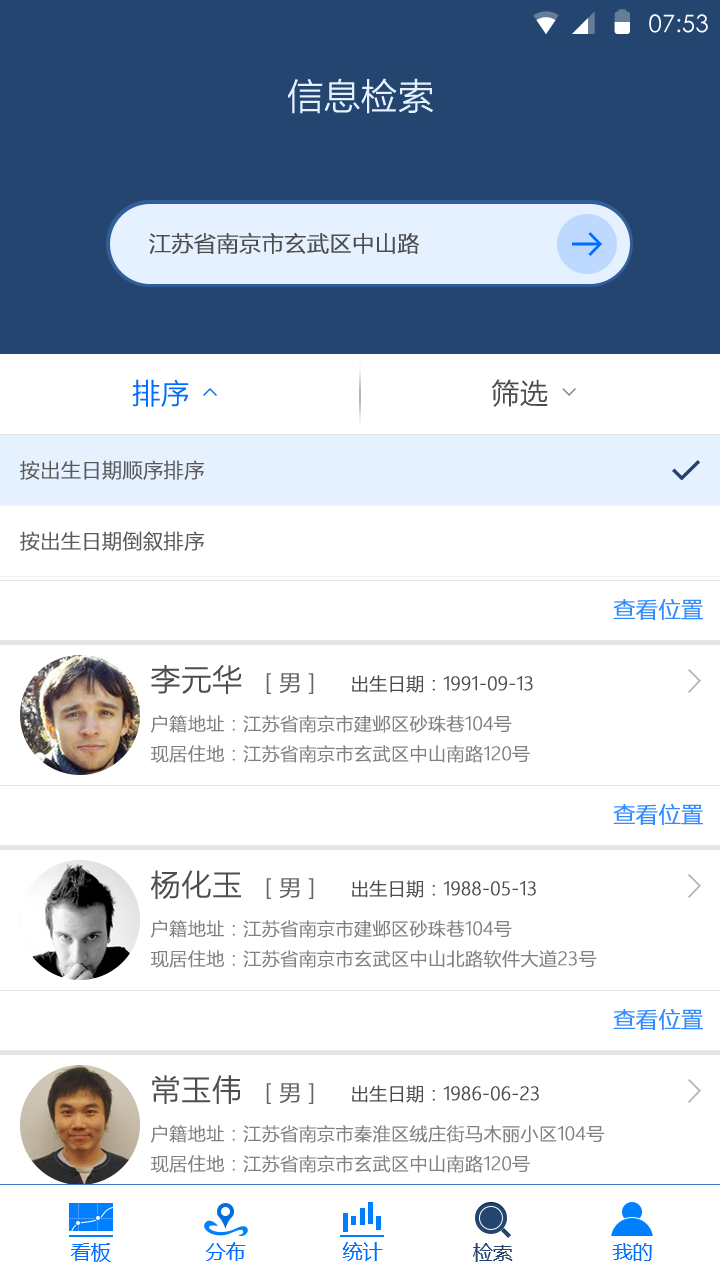 07:53
信息检索
江苏省南京市玄武区中山路
排序 筛选
按出生日期顺序排序
按出生日期倒叙排序
查看位置
李元华 [ 男 ] 出生日期：1991-09-13
户籍地址：江苏省南京市建邺区砂珠巷104号
现居住地：江苏省南京市玄武区中山南路120号
查看位置
杨化玉 [ 男 ] 出生日期：1988-05-13
户籍地址：江苏省南京市建邺区砂珠巷104号
现居住地：江苏省南京市玄武区中山北路软件大道23号
查看位置
常玉伟 [ 男 ] 出生日期：1986-06-23
户籍地址：江苏省南京市秦淮区绒庄街马木丽小区104号
现居住地：江苏省南京市玄武区中山南路120号
看板 分布 统计 检索 我的